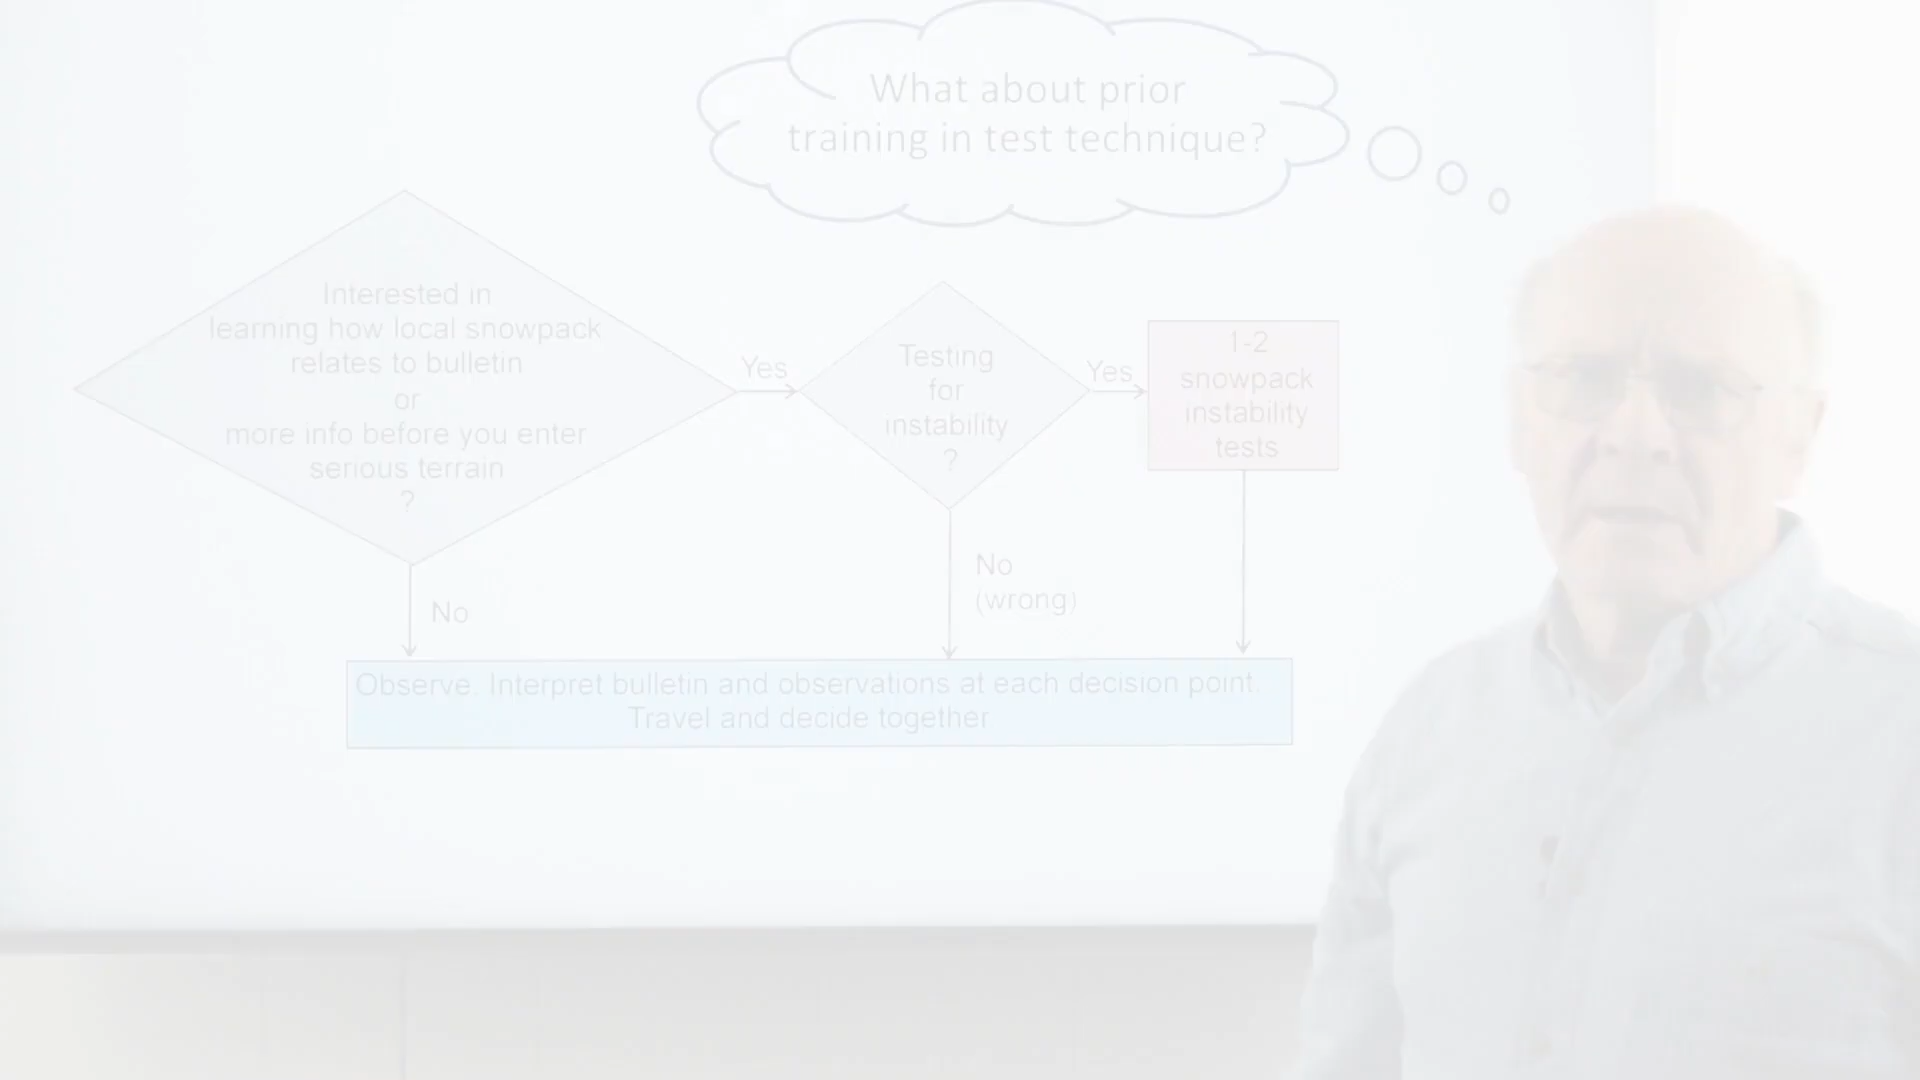 What about prior
training in test technique?
Interested in
learning how local snowpack
relates to bulletin
or
more info before you enter
serious terrain
?
Yes
Testing
for
instability
?
Yes
1-2
snowpack
instability
tests
No
(wrong)
No
Observe. Interpret bulletin and observations at each decision point.
Travel and decide together